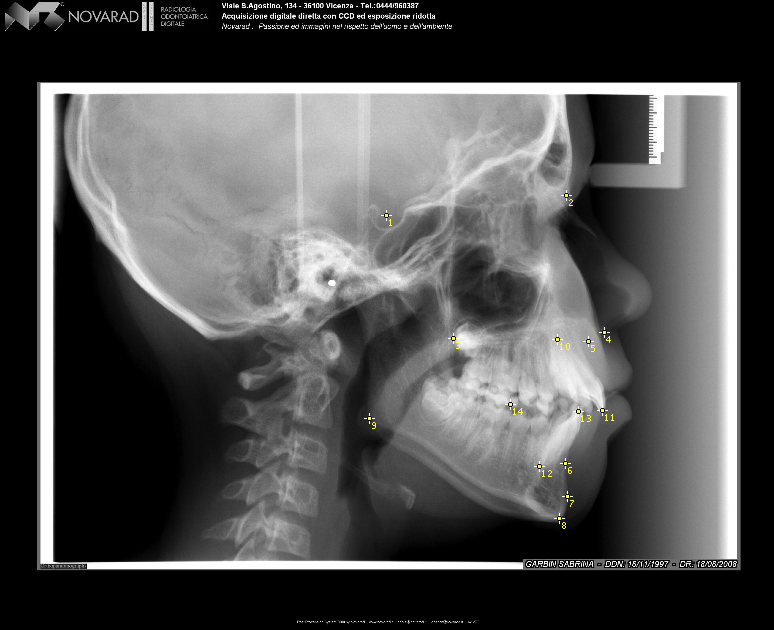 NOVARAD
RADIOLOGIA
ODONTOIATRICA
DIGITALE
Viale S.Agostino, 134 - 36100 Vicenza - Tel.:0444/960387
Acquisizione digitale diretta con CCD ed esposizione ridotta
Novarad . Passione ed immagini nel rispetto dell'uomo e dell'ambiente
2
1
4
10
5
14
13
11
9
12
6
7
8
GARBIN SABRINA - DDN. 15/11/1997 - DR. 18/08/2008